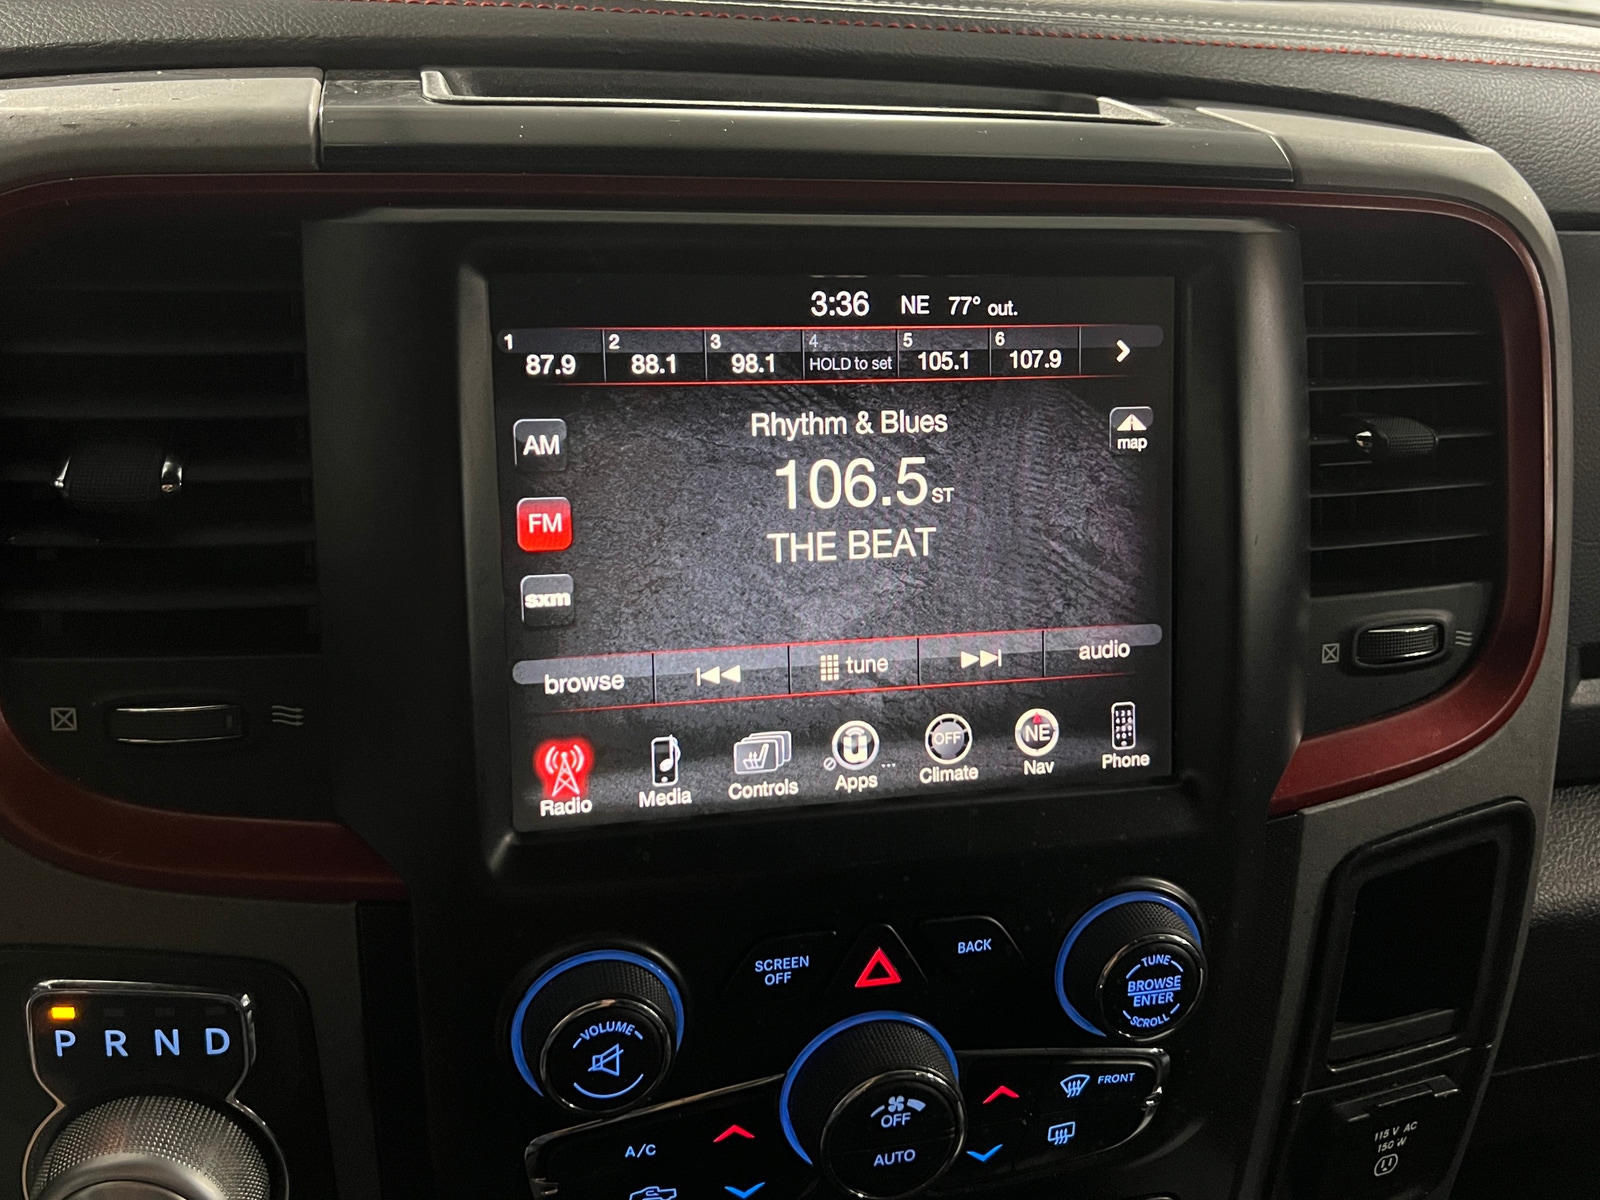 3:36 NE 77° out.
1 2 3 4 5 6
87.9 88.1 98.1 HOLD to set 105.1 107.9
Rhythm & Blues
map
AM
106.5 ST
FM
THE BEAT
sxm
browse tune audio
Radio Media Controls Apps ... Climate Nav Phone
OFF NE
SCREEN OFF
BACK
TUNE
BROWSE
ENTER
SCROLL
VOLUME
P R N D
OFF
AUTO
A/C
FRONT
115 V AC
150 W